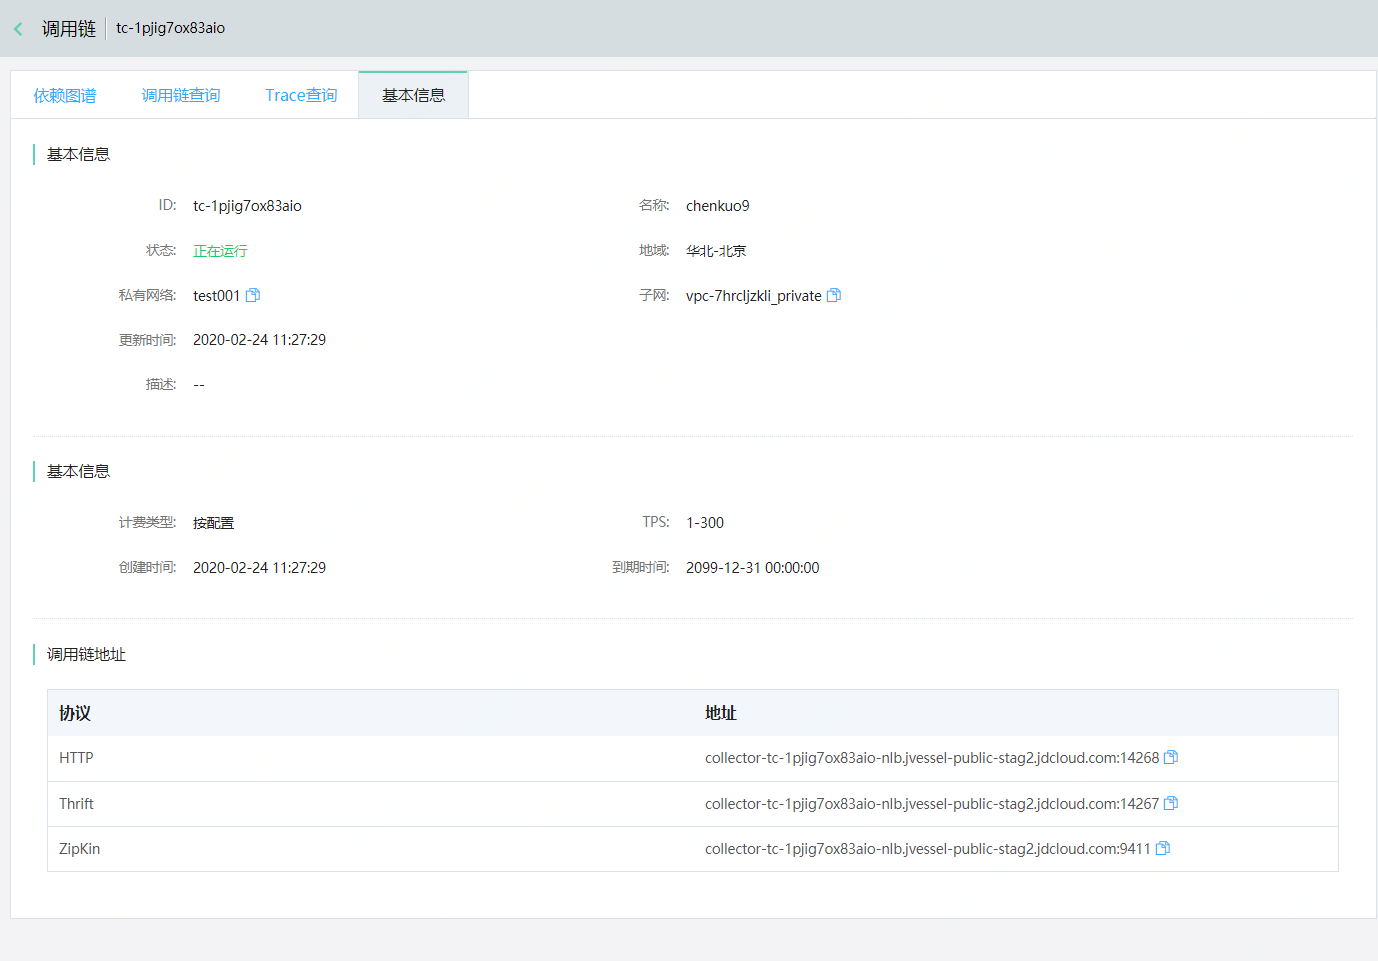 调用链 tc-1pjig7ox83aio
依赖图谱 调用链查询 Trace查询 基本信息
基本信息
ID: tc-1pjig7ox83aio 名称: chenkuo9
状态: 正在运行 地域: 华北-北京
私有网络: test001 子网: vpc-7hrcljzkli_private
更新时间: 2020-02-24 11:27:29
描述: --
基本信息
计费类型: 按配置 TPS: 1-300
创建时间: 2020-02-24 11:27:29 到期时间: 2099-12-31 00:00:00
调用链地址
协议 地址
HTTP collector-tc-1pjig7ox83aio-nlb.jvessel-public-stag2.jdcloud.com:14268
Thrift collector-tc-1pjig7ox83aio-nlb.jvessel-public-stag2.jdcloud.com:14267
ZipKin collector-tc-1pjig7ox83aio-nlb.jvessel-public-stag2.jdcloud.com:9411